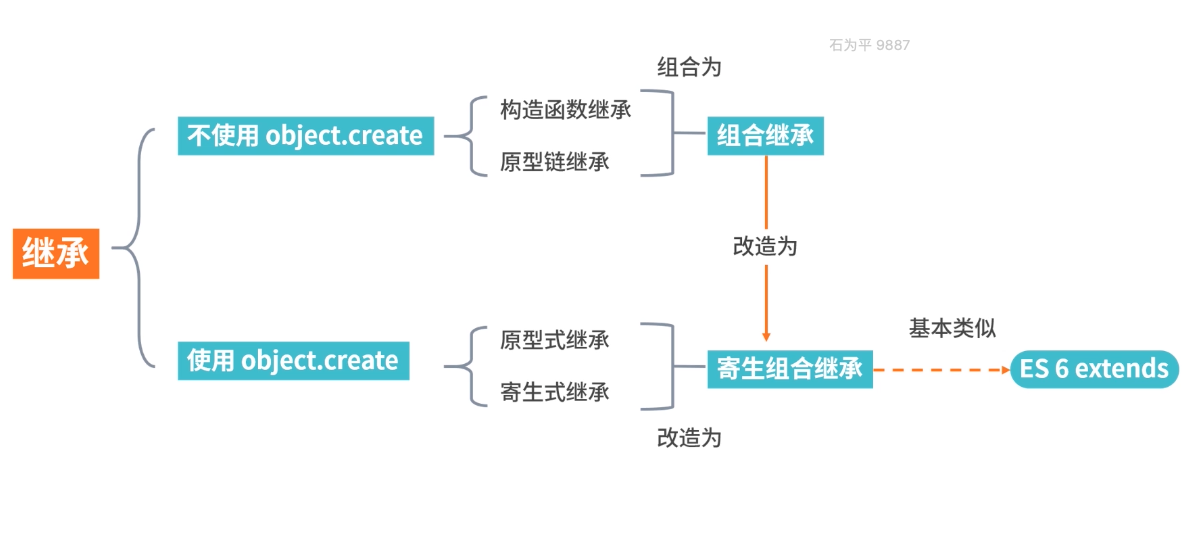 石为平 9887
组合为
构造函数继承
不使用 object.create
组合继承
原型链继承
继承
改造为
基本类似
原型式继承
使用 object.create
寄生组合继承
ES 6 extends
寄生式继承
改造为